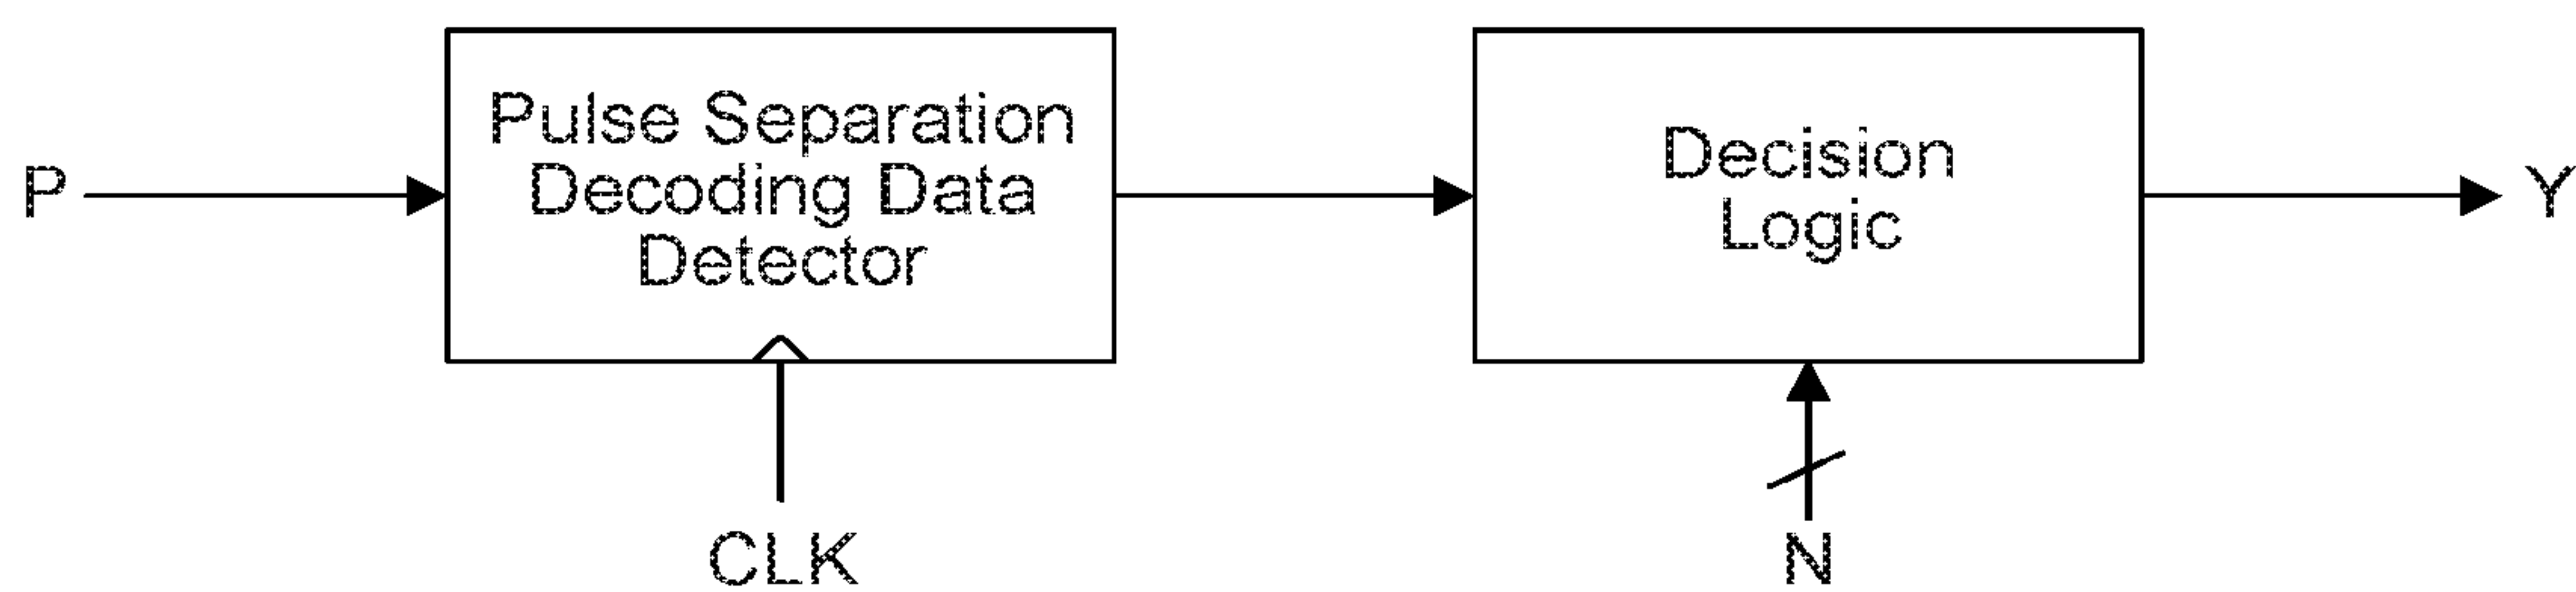 P
Pulse Separation
Decoding Data
Detector
Decision
Logic
Y
CLK
N